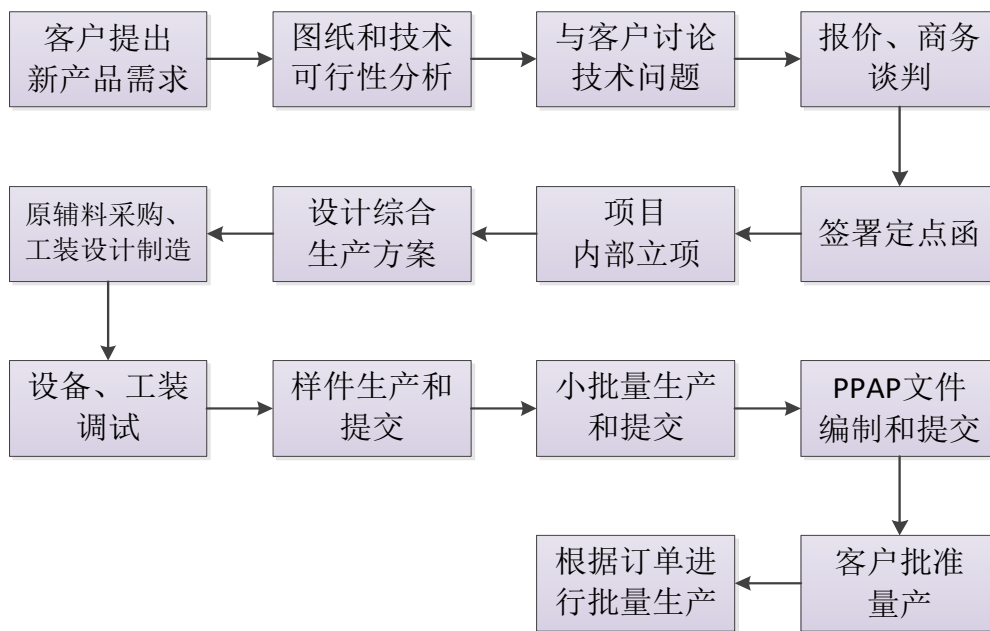 客户提出
新产品需求
图纸和技术
可行性分析
与客户讨论
技术问题
报价、商务
谈判
签署定点函
项目
内部立项
设计综合
生产方案
原辅料采购、
工装设计制造
设备、工装
调试
样件生产和
提交
小批量生产
和提交
PPAP文件
编制和提交
客户批准
量产
根据订单进
行批量生产